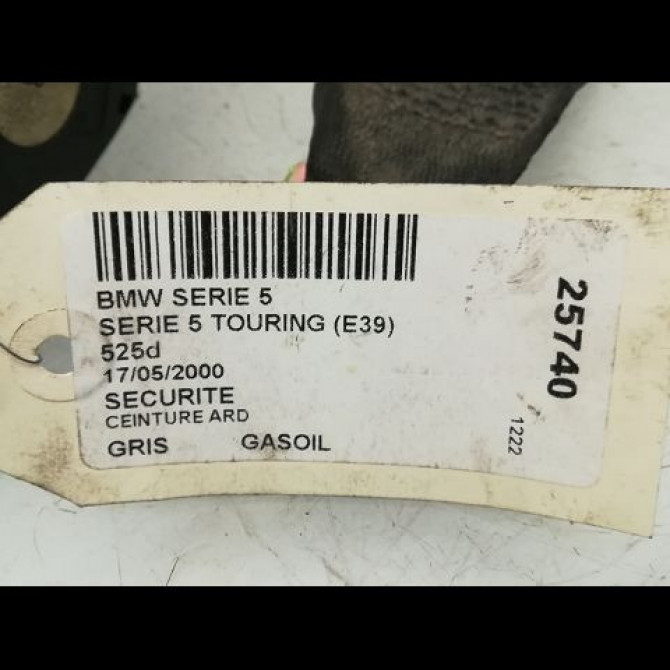 BMW SERIE 5
SERIE 5 TOURING (E39)
525d
17/05/2000
SECURITE
CEINTURE ARD
GRIS GASOIL
25740
1222